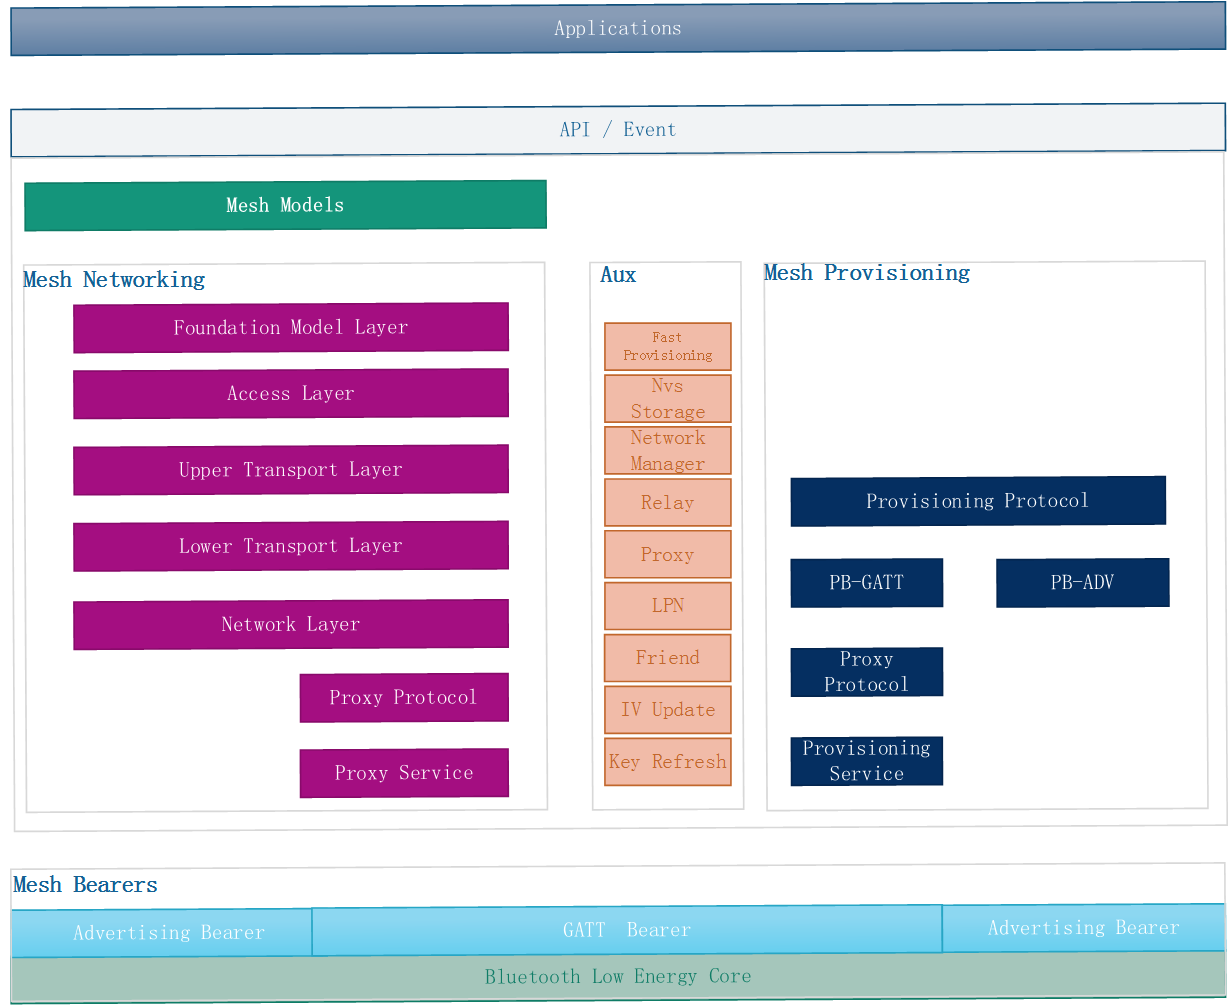 Applications
API / Event
Mesh Models
Mesh Networking
Foundation Model Layer
Access Layer
Upper Transport Layer
Lower Transport Layer
Network Layer
Proxy Protocol
Proxy Service
Aux
Fast
Provisioning
Nvs
Storage
Network
Manager
Relay
Proxy
LPN
Friend
IV Update
Key Refresh
Mesh Provisioning
Provisioning Protocol
PB-GATT
PB-ADV
Proxy
Protocol
Provisioning
Service
Mesh Bearers
Advertising Bearer
GATT  Bearer
Advertising Bearer
Bluetooth Low Energy Core